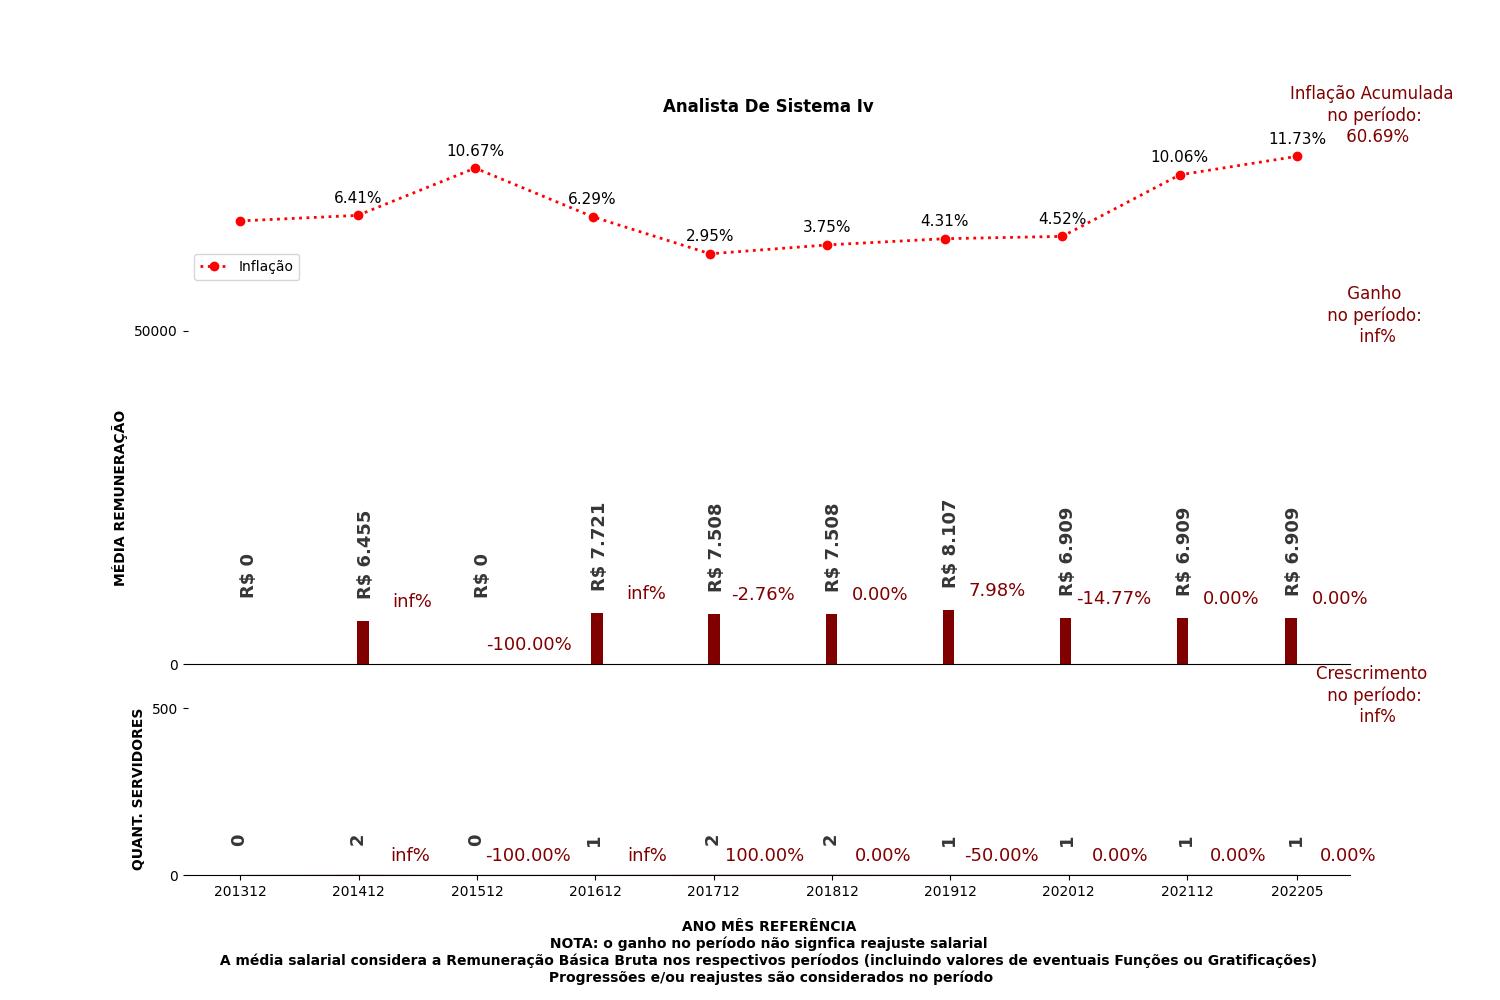 Analista De Sistema Iv
Inflação Acumulada
no período:
60.69%
6.41%
10.67%
6.29%
2.95%
3.75%
4.31%
4.52%
10.06%
11.73%
Inflação
Ganho
no período:
inf%
50000
0
MÉDIA REMUNERAÇÃO
R$ 0
R$ 6.455
R$ 0
R$ 7.721
R$ 7.508
R$ 7.508
R$ 8.107
R$ 6.909
R$ 6.909
R$ 6.909
inf%
-100.00%
inf%
-2.76%
0.00%
7.98%
-14.77%
0.00%
0.00%
Crescrimento
no período:
inf%
500
0
QUANT. SERVIDORES
0
2
0
1
2
2
1
1
1
1
inf%
-100.00%
inf%
100.00%
0.00%
-50.00%
0.00%
0.00%
0.00%
201312
201412
201512
201612
201712
201812
201912
202012
202112
202205
ANO MÊS REFERÊNCIA
NOTA: o ganho no período não signfica reajuste salarial
A média salarial considera a Remuneração Básica Bruta nos respectivos períodos (incluindo valores de eventuais Funções ou Gratificações)
Progressões e/ou reajustes são considerados no período